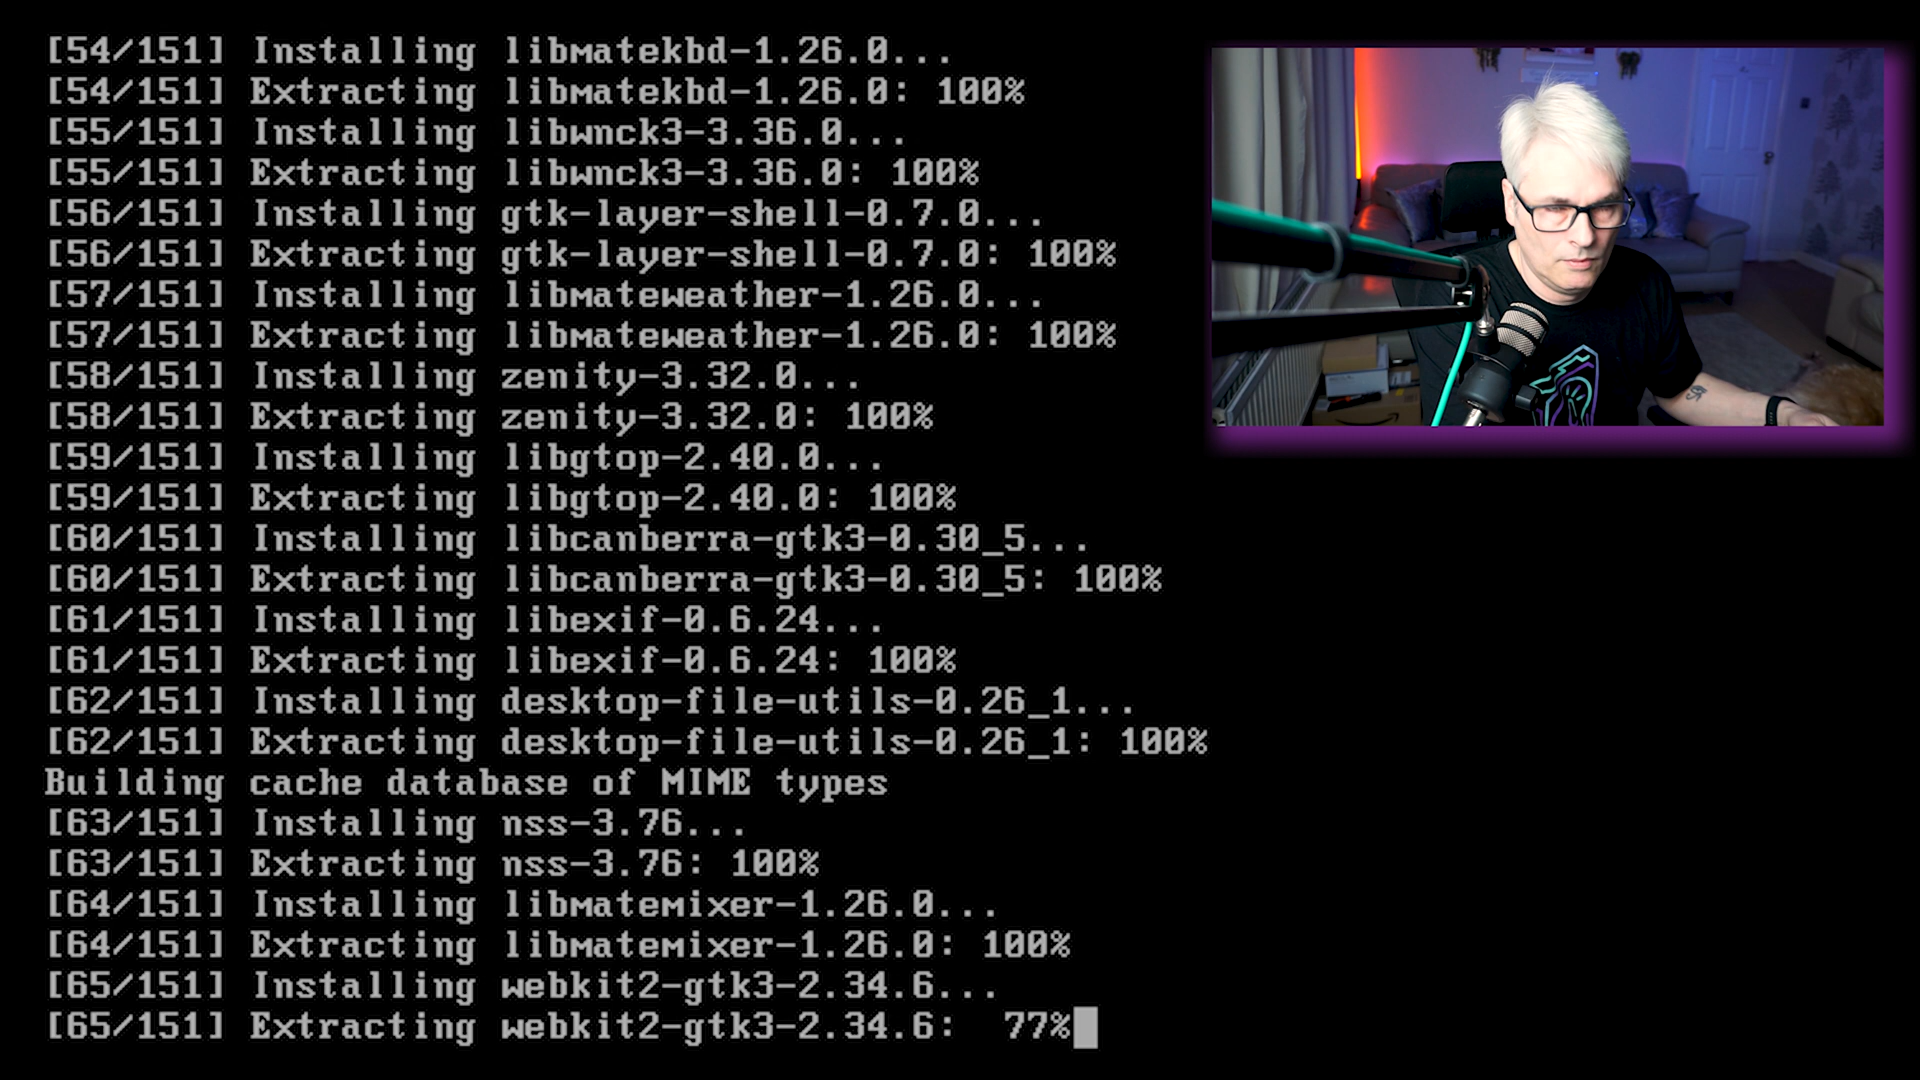 [54/151] Installing libmatekbd-1.26.0...
[54/151] Extracting libmatekbd-1.26.0: 100%
[55/151] Installing libwnck3-3.36.0...
[55/151] Extracting libwnck3-3.36.0: 100%
[56/151] Installing gtk-layer-shell-0.7.0...
[56/151] Extracting gtk-layer-shell-0.7.0: 100%
[57/151] Installing libmateweather-1.26.0...
[57/151] Extracting libmateweather-1.26.0: 100%
[58/151] Installing zenity-3.32.0...
[58/151] Extracting zenity-3.32.0: 100%
[59/151] Installing libgtop-2.40.0...
[59/151] Extracting libgtop-2.40.0: 100%
[60/151] Installing libcanberra-gtk3-0.30_5...
[60/151] Extracting libcanberra-gtk3-0.30_5: 100%
[61/151] Installing libexif-0.6.24...
[61/151] Extracting libexif-0.6.24: 100%
[62/151] Installing desktop-file-utils-0.26_1...
[62/151] Extracting desktop-file-utils-0.26_1: 100%
Building cache database of MIME types
[63/151] Installing nss-3.76...
[63/151] Extracting nss-3.76: 100%
[64/151] Installing libmatemixer-1.26.0...
[64/151] Extracting libmatemixer-1.26.0: 100%
[65/151] Installing webkit2-gtk3-2.34.6...
[65/151] Extracting webkit2-gtk3-2.34.6:  77%